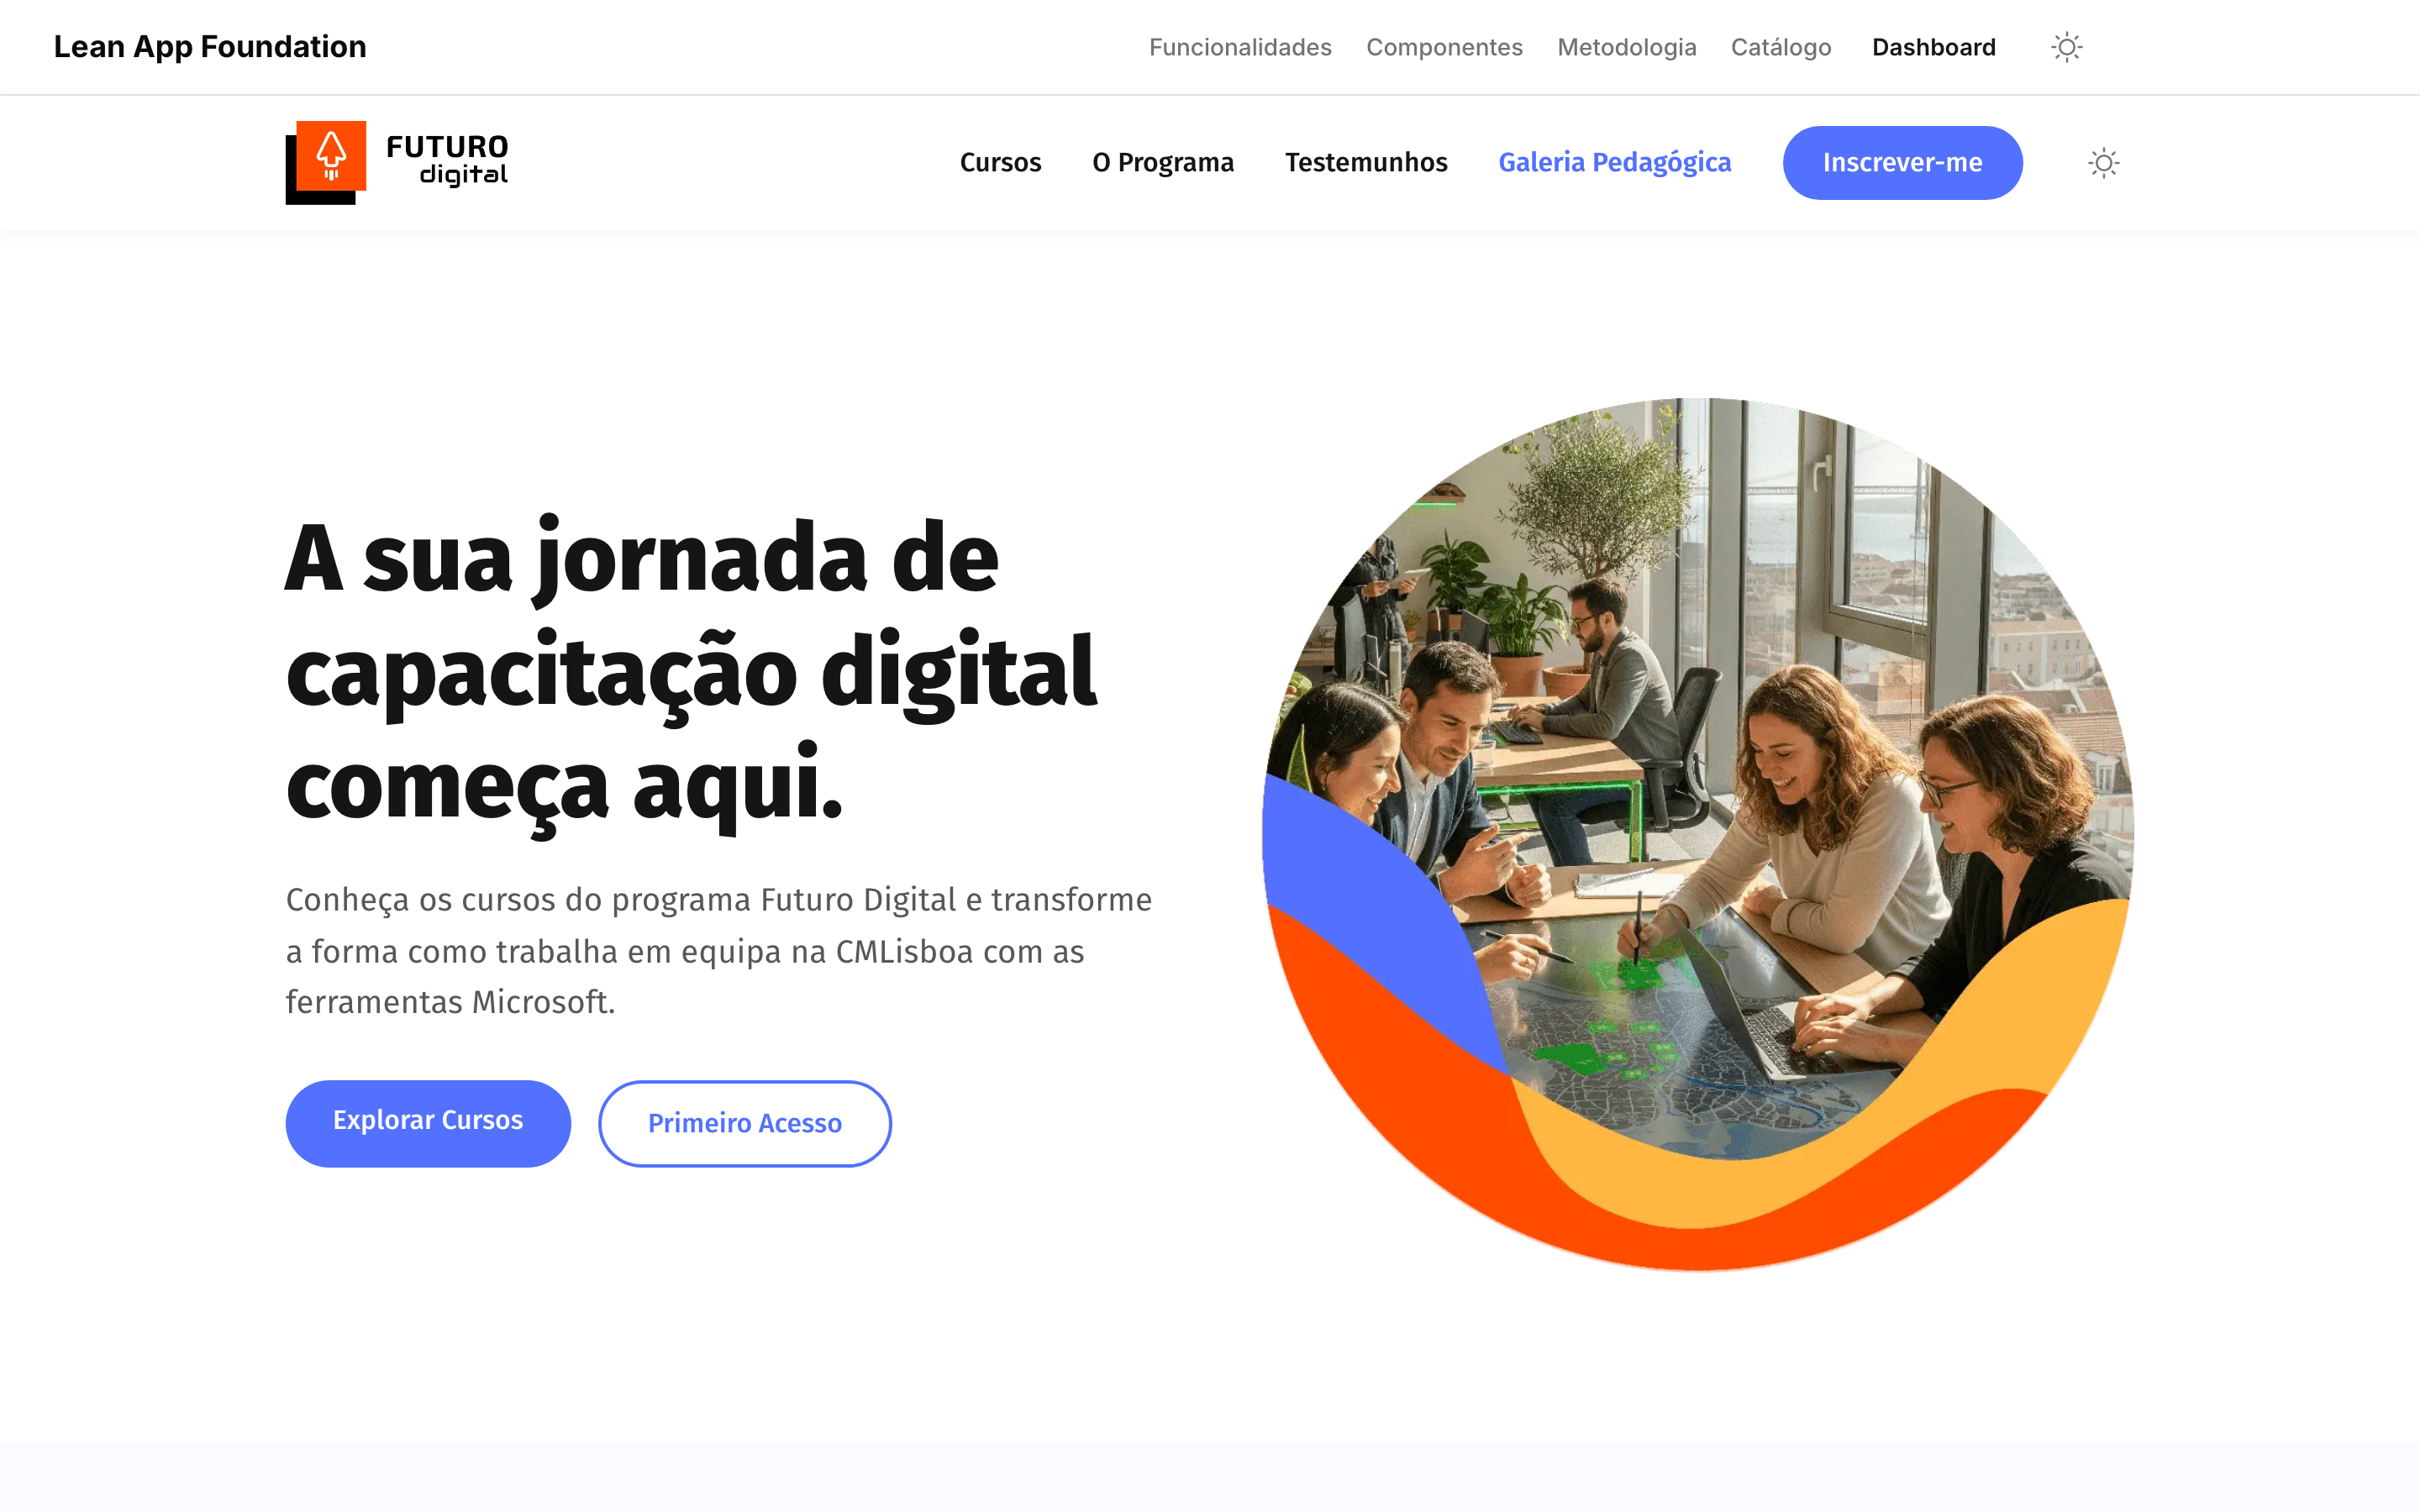 Lean App Foundation
Funcionalidades Componentes Metodologia Catálogo Dashboard
FUTURO
digital
Cursos O Programa Testemunhos Galeria Pedagógica Inscrever-me
A sua jornada de
capacitação digital
começa aqui.
Conheça os cursos do programa Futuro Digital e transforme
a forma como trabalha em equipa na CMLisboa com as
ferramentas Microsoft.
Explorar Cursos Primeiro Acesso